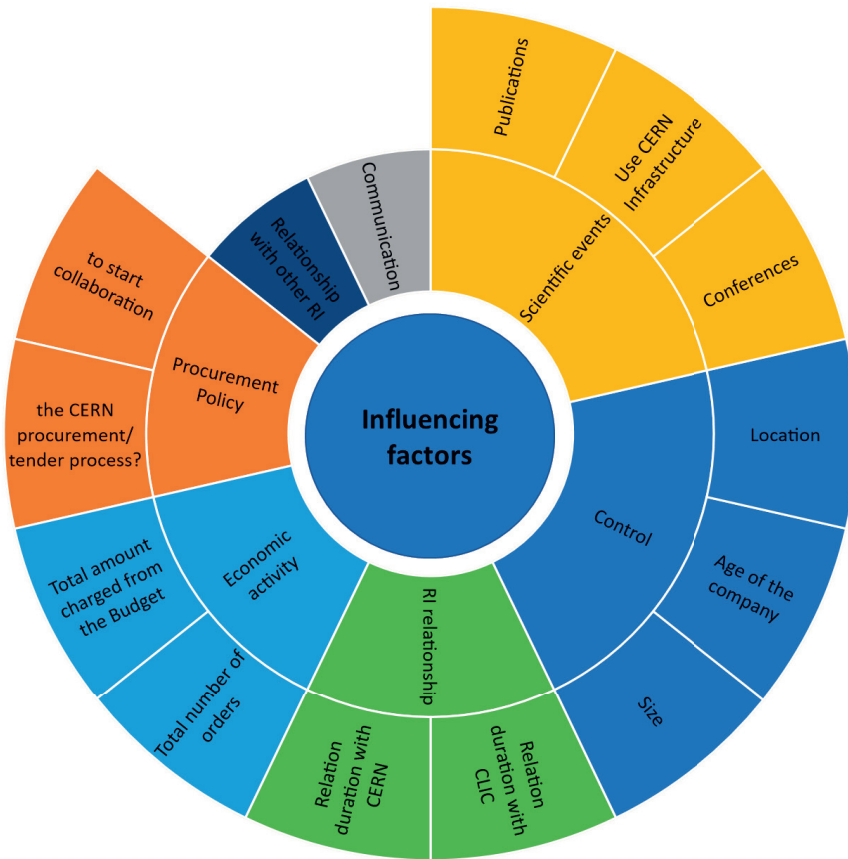 Influencing
factors
Scientific events
Publications
Use CERN
Infrastructure
Conferences
Control
Location
Age of the
company
Size
RI relationship
Relation
duration with
CLIC
Relation
duration with
CERN
Economic
activity
Total number of
orders
Total amount
charged from
the Budget
Procurement
Policy
the CERN
procurement/
tender process?
to start
collaboration
Relationship
with other RI
Communication